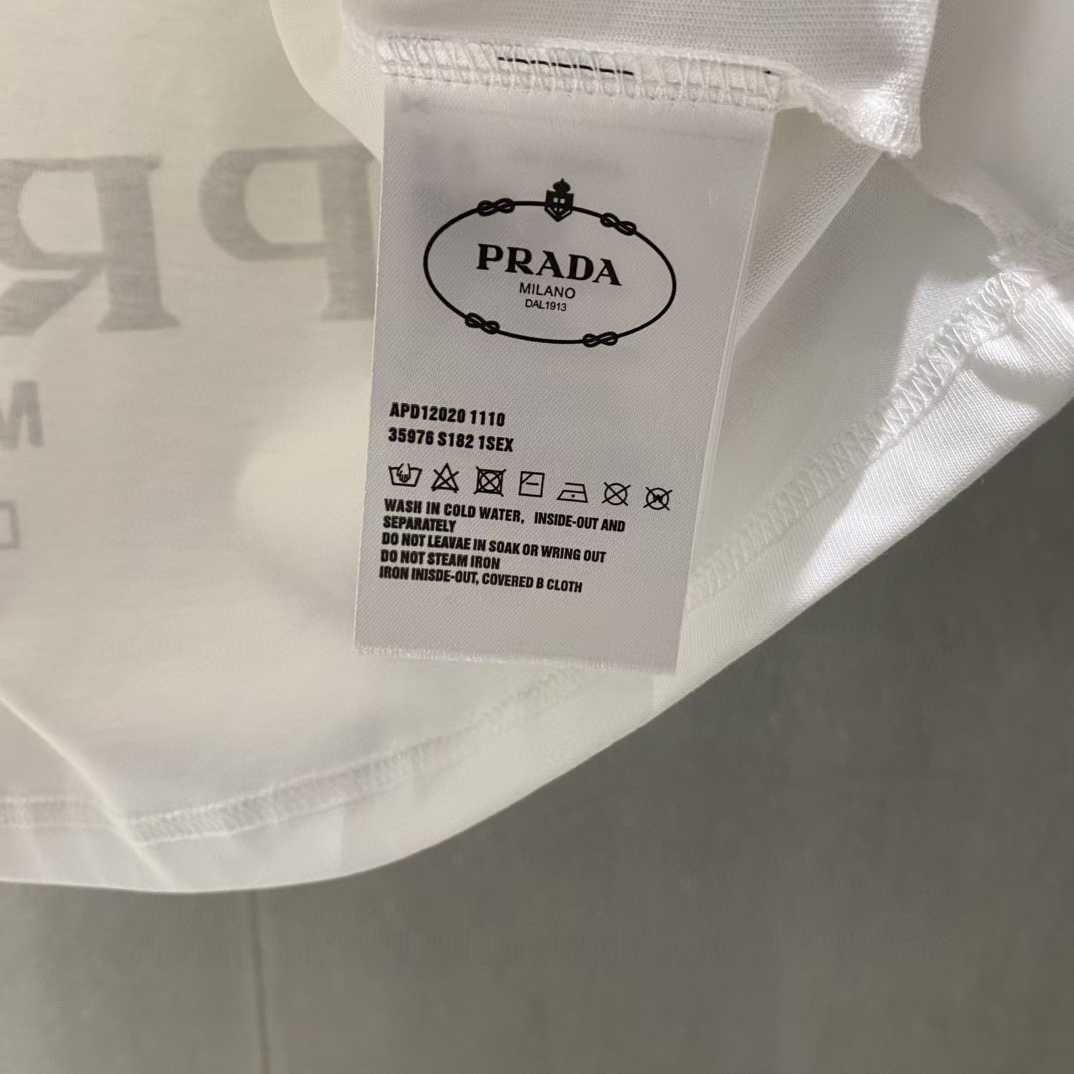 PRADA
MILANO
DAL1913
APD12020 1110
35976 S182 1SEX
WASH IN COLD WATER, INSIDE-OUT AND
SEPARATELY
DO NOT LEAVAE IN SOAK OR WRING OUT
DO NOT STEAM IRON
IRON INISDE-OUT, COVERED B CLOTH
PR
M